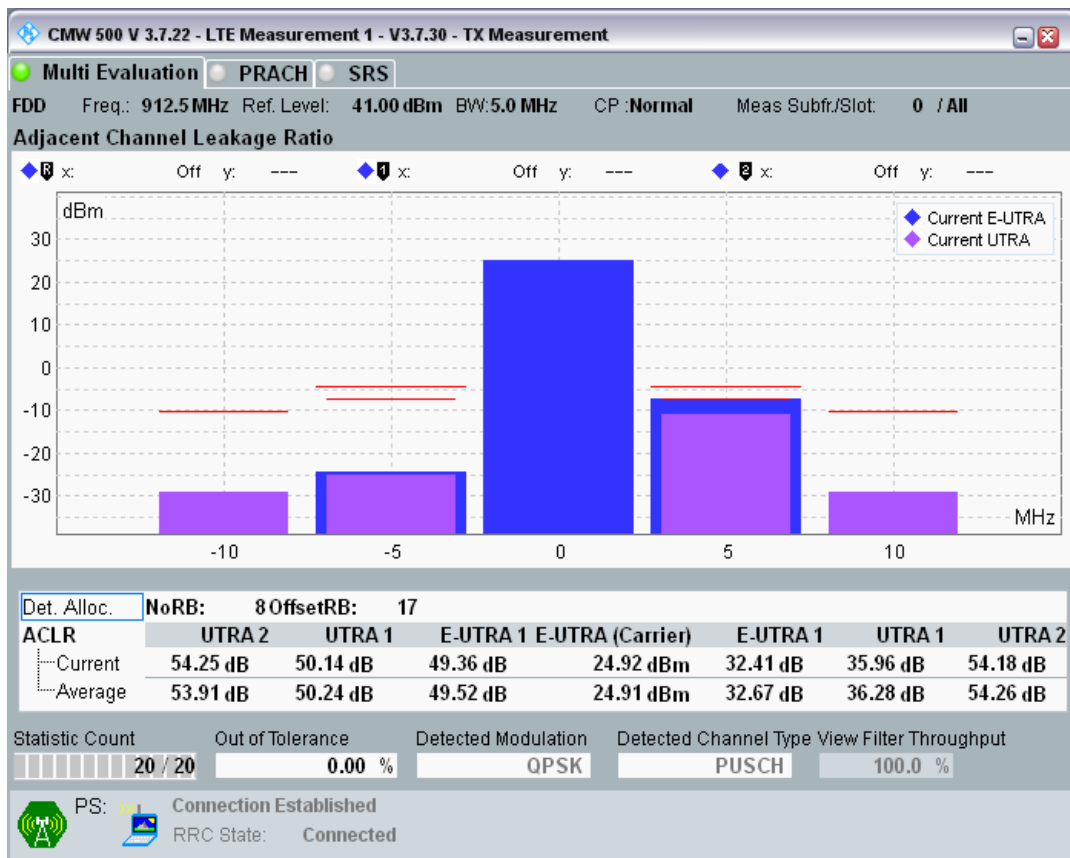 CMW 500 V 3.7.22 - LTE Measurement 1 - V3.7.30 - TX Measurement
Multi Evaluation PRACH SRS
FDD Freq.: 912.5 MHz Ref. Level: 41.00 dBm BW:5.0 MHz CP :Normal Meas Subfr./Slot: 0 / All
Adjacent Channel Leakage Ratio
R x: Off y: --- 1 x: Off y: --- 2 x: Off y: ---
dBm
Current E-UTRA
Current UTRA
30
20
10
0
-10
-20
-30
MHz
-10 -5 0 5 10
Det. Alloc. NoRB: 8 OffsetRB: 17
ACLR UTRA 2 UTRA 1 E-UTRA 1 E-UTRA (Carrier) E-UTRA 1 UTRA 1 UTRA 2
Current 54.25 dB 50.14 dB 49.36 dB 24.92 dBm 32.41 dB 35.96 dB 54.18 dB
Average 53.91 dB 50.24 dB 49.52 dB 24.91 dBm 32.67 dB 36.28 dB 54.26 dB
Statistic Count Out of Tolerance Detected Modulation Detected Channel Type View Filter Throughput
20 / 20 0.00 % QPSK PUSCH 100.0 %
PS: Connection Established
RRC State: Connected